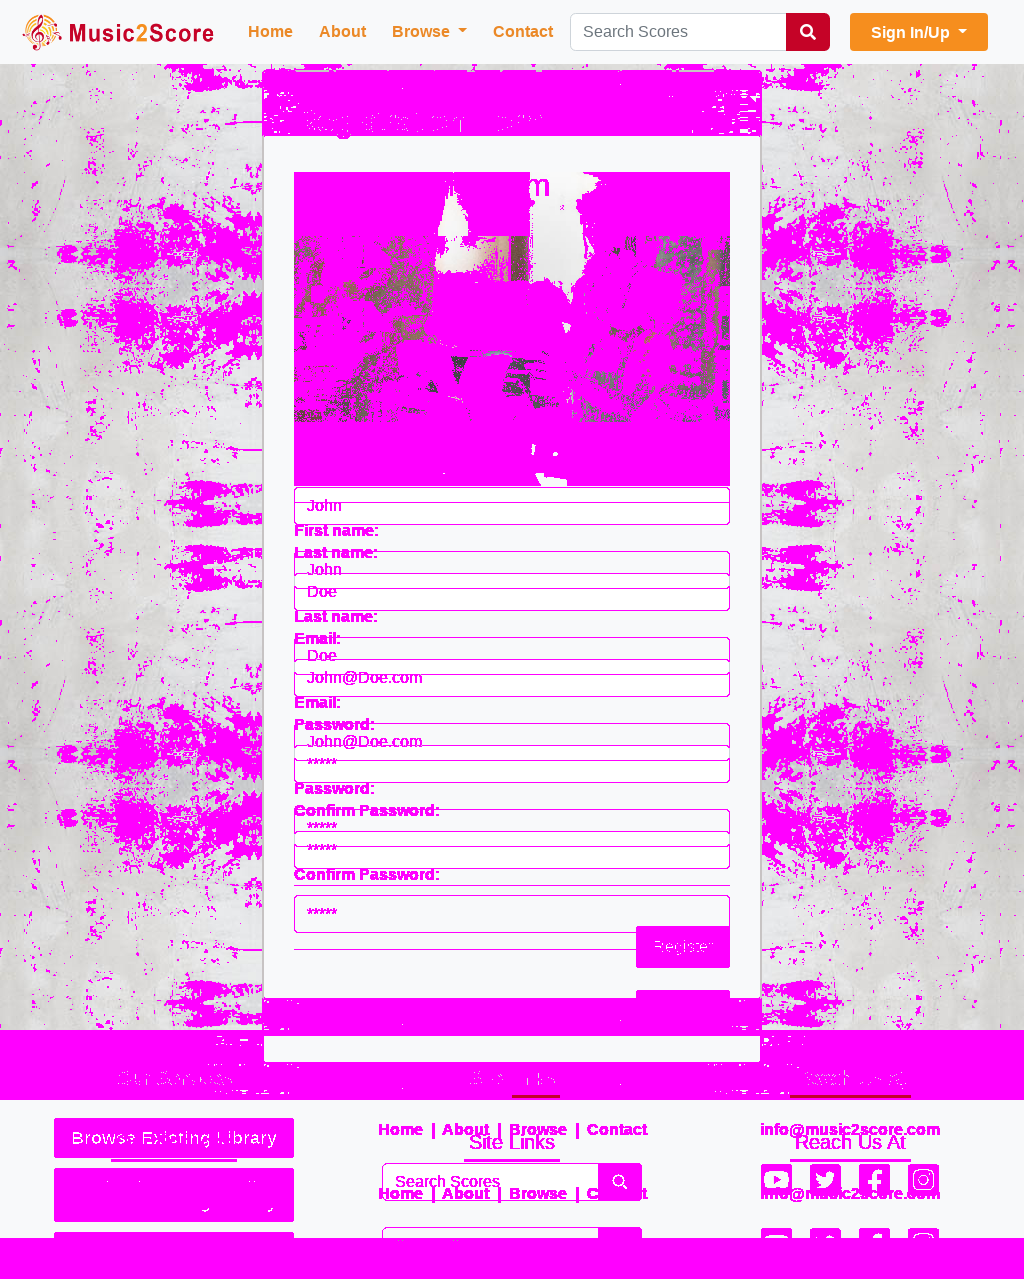 Music2Score
Home About Browse Contact Search Scores Sign In/Up
John
First name:
Last name:
John
Doe
Last name:
Email:
Doe
John@Doe.com
Email:
Password:
John@Doe.com
*****
Password:
Confirm Password:
*****
*****
Confirm Password:
*****
Register
Home | About | Browse | Contact
info@music2score.com
Browse Existing Library
Site Links
Reach Us At
Search Scores
Home | About | Browse |
info@music2score.com